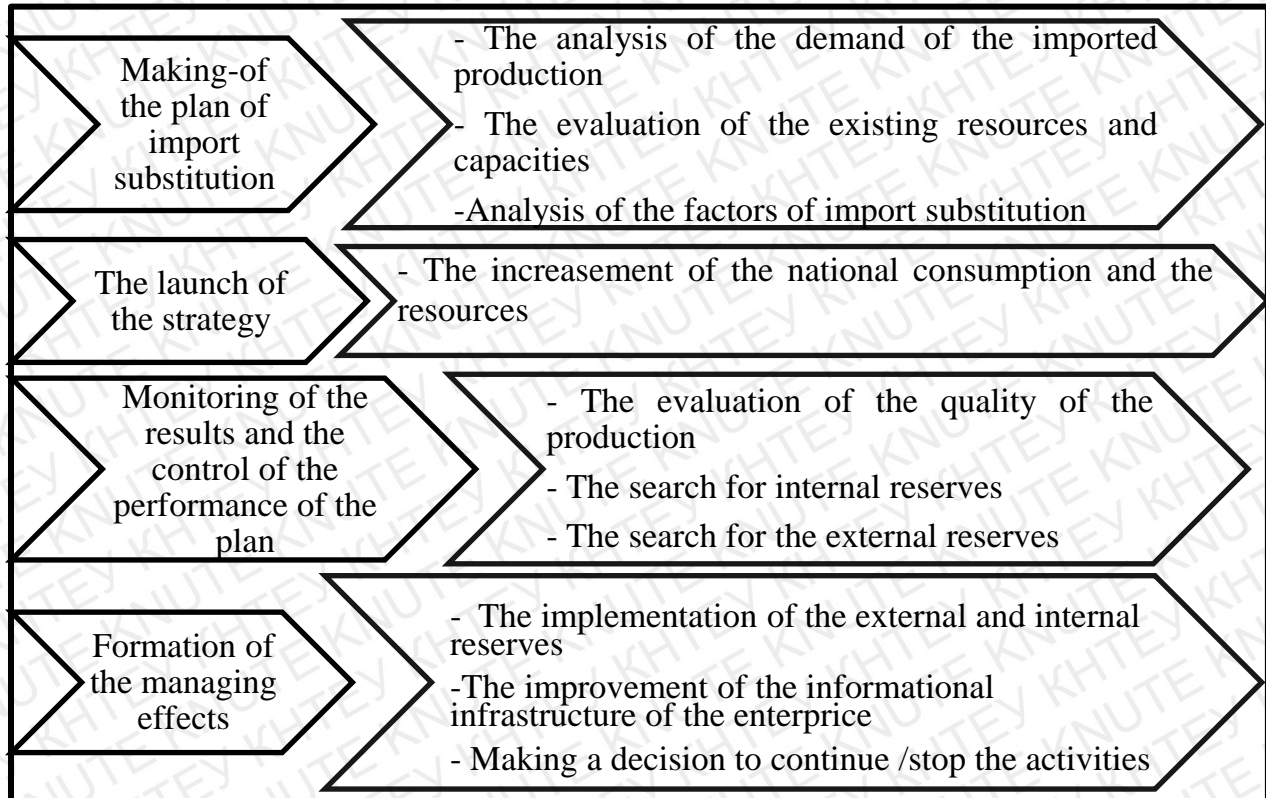 Making-of
the plan of
import
substitution
- The analysis of the demand of the imported
production
- The evaluation of the existing resources and
capacities
-Analysis of the factors of import substitution
The launch of
the strategy
- The increasement of the national consumption and the
resources
Monitoring of the
results and the
control of the
performance of the
plan
- The evaluation of the quality of the
production
- The search for internal reserves
- The search for the external reserves
Formation of
the managing
effects
- The implementation of the external and internal
reserves
-The improvement of the informational
infrastructure of the enterprice
- Making a decision to continue /stop the activities